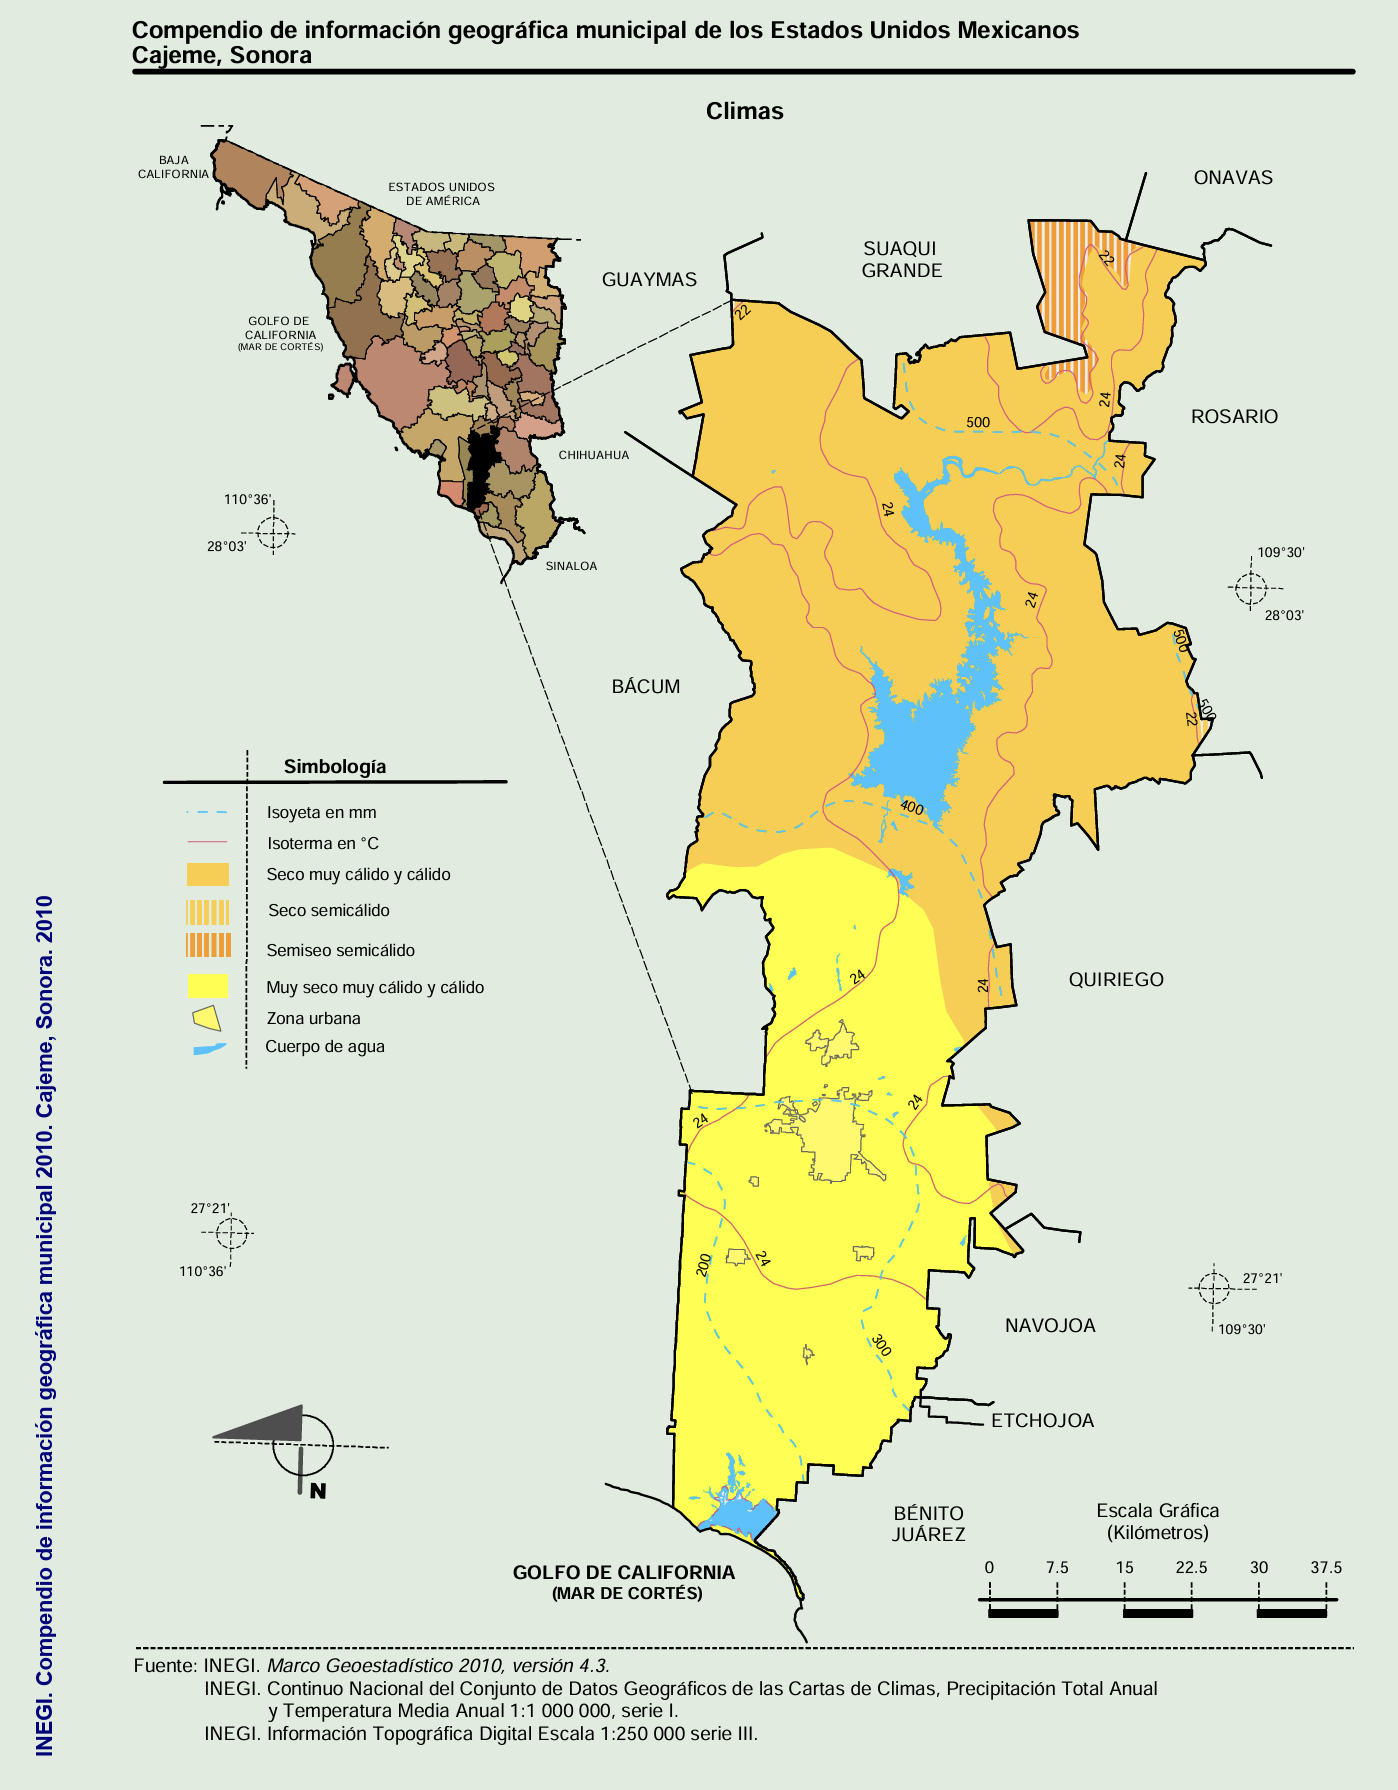 Compendio de información geográfica municipal de los Estados Unidos Mexicanos
Cajeme, Sonora
Climas
BAJA
CALIFORNIA
ESTADOS UNIDOS
DE AMÉRICA
GOLFO DE
CALIFORNIA
(MAR DE CORTÉS)
CHIHUAHUA
SINALOA
110°36'
28°03'
GUAYMAS
SUAQUI
GRANDE
ONAVAS
ROSARIO
109°30'
28°03'
BÁCUM
QUIRIEGO
NAVOJOA
ETCHOJOA
BÉNITO
JUÁREZ
22
22
24
500
24
24
24
500
500
22
400
24
24
24
24
200
24
300
Simbología
Isoyeta en mm
Isoterma en °C
Seco muy cálido y cálido
Seco semicálido
Semiseo semicálido
Muy seco muy cálido y cálido
Zona urbana
Cuerpo de agua
27°21'
110°36'
27°21'
109°30'
N
GOLFO DE CALIFORNIA
(MAR DE CORTÉS)
Escala Gráfica
(Kilómetros)
0 7.5 15 22.5 30 37.5
Fuente: INEGI. Marco Geoestadístico 2010, versión 4.3.
INEGI. Continuo Nacional del Conjunto de Datos Geográficos de las Cartas de Climas, Precipitación Total Anual
y Temperatura Media Anual 1:1 000 000, serie I.
INEGI. Información Topográfica Digital Escala 1:250 000 serie III.
INEGI. Compendio de información geográfica municipal 2010. Cajeme, Sonora. 2010